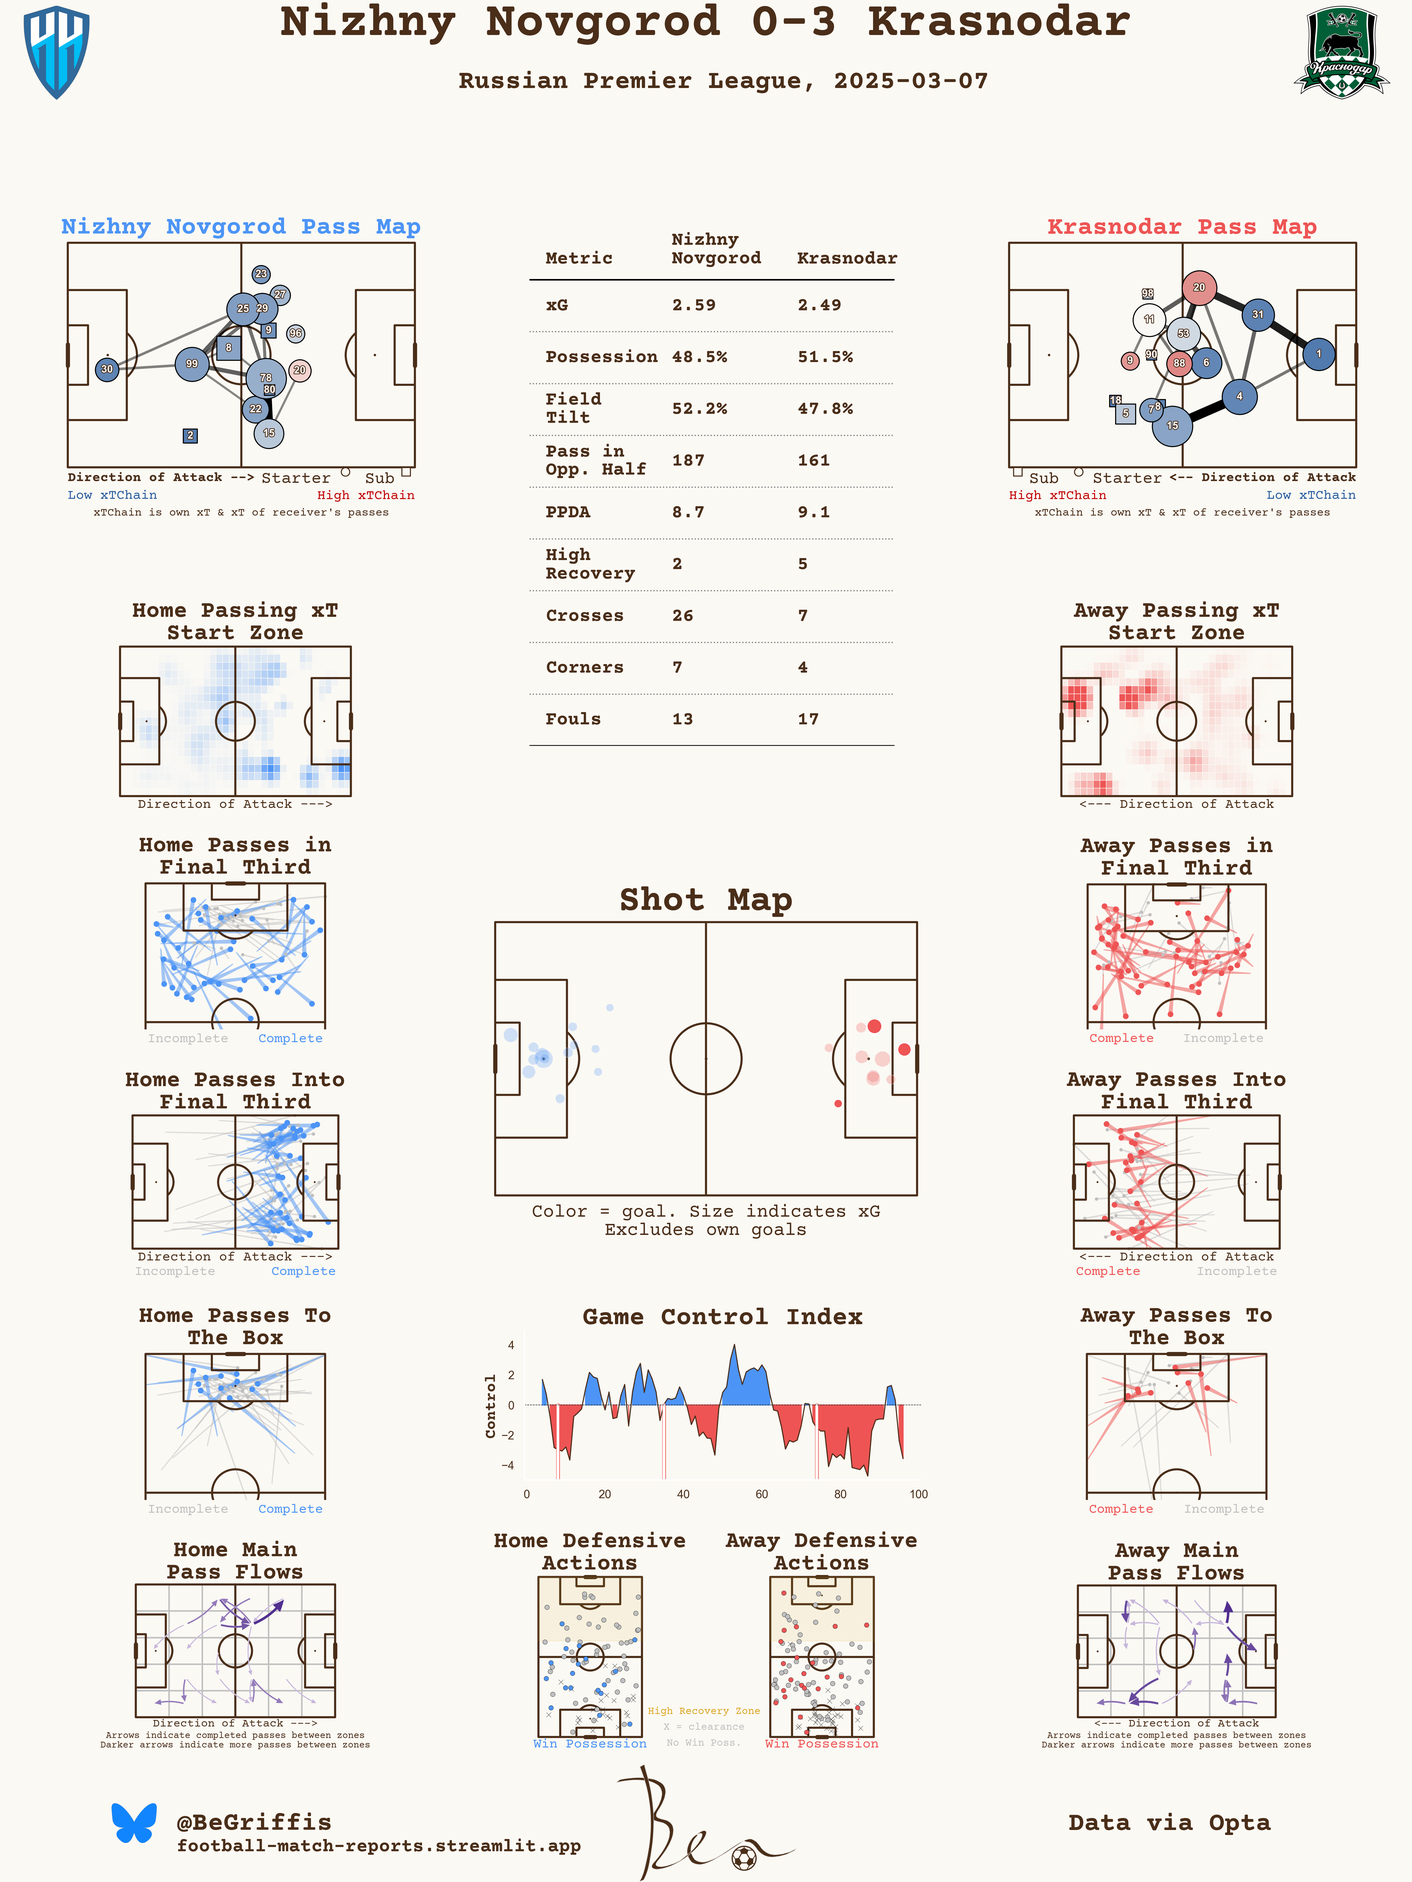 Nizhny Novgorod 0-3 Krasnodar
Russian Premier League, 2025-03-07
Краснодар
Nizhny Novgorod Pass Map
23
27
25
29
9
96
8
99
30
78
20
80
22
15
2
Direction of Attack --> Starter Sub
Low xTChain High xTChain
xTChain is own xT & xT of receiver's passes
Metric Nizhny Novgorod Krasnodar
xG 2.59 2.49
Possession 48.5% 51.5%
Field Tilt 52.2% 47.8%
Pass in Opp. Half 187 161
PPDA 8.7 9.1
High Recovery 2 5
Crosses 26 7
Corners 7 4
Fouls 13 17
Krasnodar Pass Map
20
98
31
11
53
90
9
88
6
1
4
18
5
7
8
15
Sub Starter <-- Direction of Attack
High xTChain Low xTChain
xTChain is own xT & xT of receiver's passes
Home Passing xT
Start Zone
Direction of Attack --->
Away Passing xT
Start Zone
<--- Direction of Attack
Home Passes in
Final Third
Incomplete Complete
Away Passes in
Final Third
Complete Incomplete
Shot Map
Color = goal. Size indicates xG
Excludes own goals
Home Passes Into
Final Third
Direction of Attack --->
Incomplete Complete
Away Passes Into
Final Third
<--- Direction of Attack
Complete Incomplete
Home Passes To
The Box
Incomplete Complete
Game Control Index
Control
4
2
0
−2
−4
0 20 40 60 80 100
Away Passes To
The Box
Complete Incomplete
Home Main
Pass Flows
Direction of Attack --->
Arrows indicate completed passes between zones
Darker arrows indicate more passes between zones
Home Defensive
Actions
Win Possession
High Recovery Zone
X = clearance
No Win Poss.
Away Defensive
Actions
Win Possession
Away Main
Pass Flows
<--- Direction of Attack
Arrows indicate completed passes between zones
Darker arrows indicate more passes between zones
@BeGriffis
football-match-reports.streamlit.app
Ben
Data via Opta